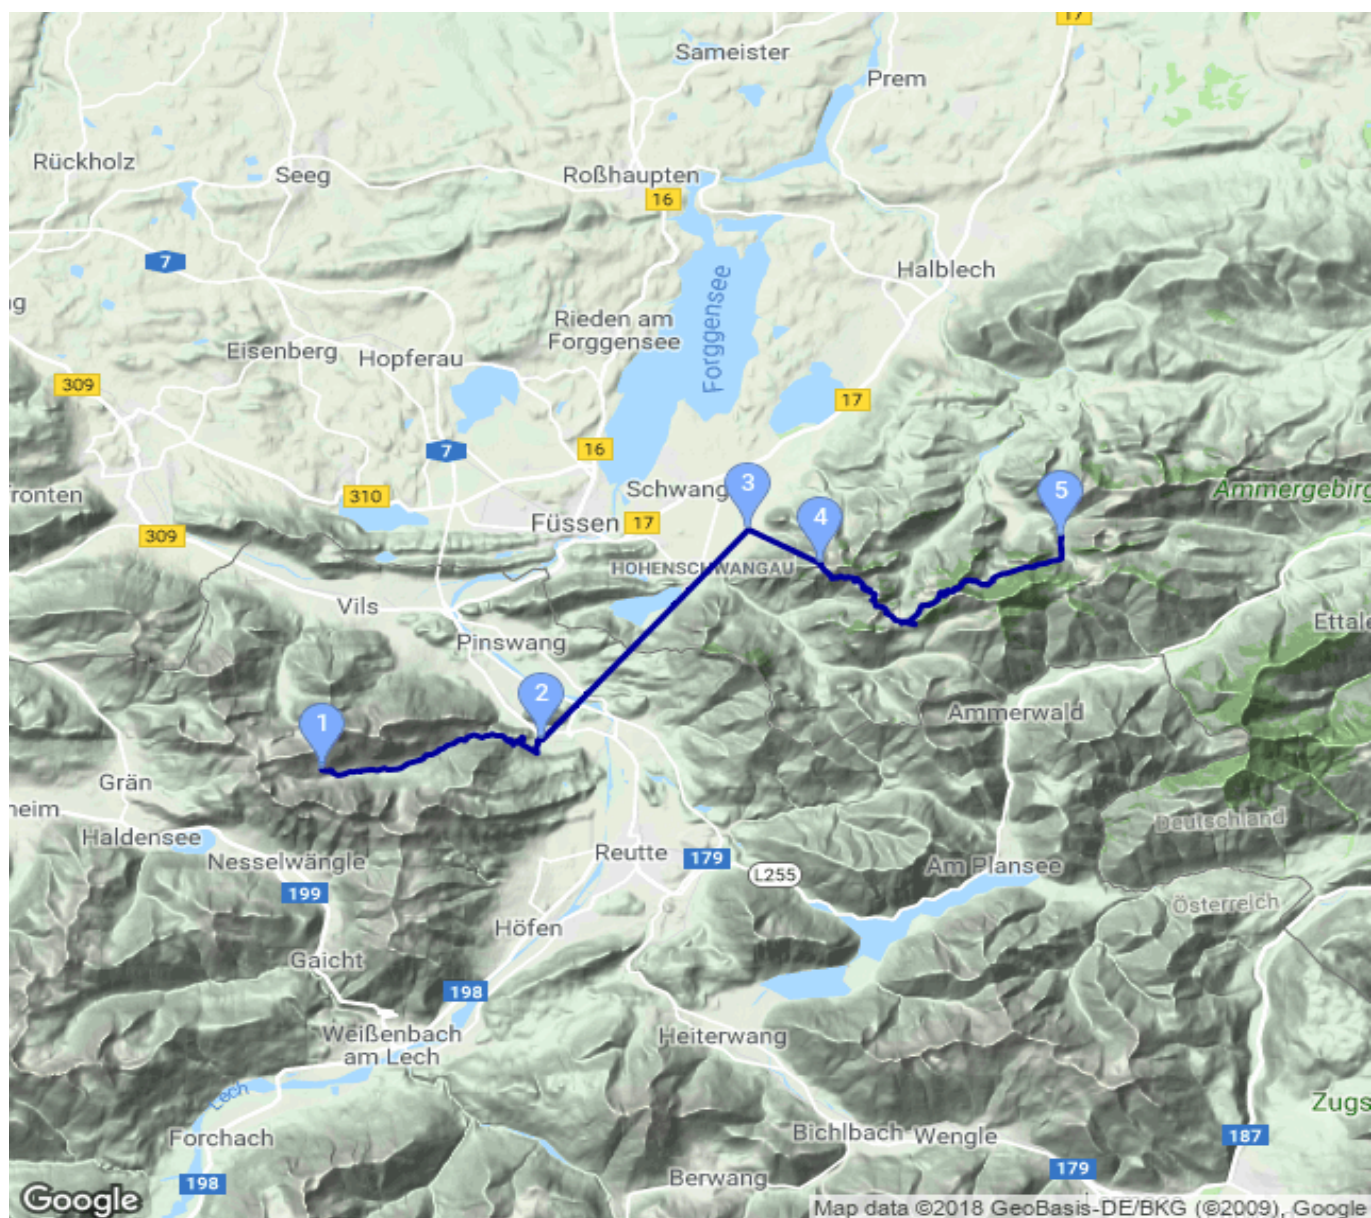 17
Sameister
Prem
Rückholz
Seeg
Roßhaupten
16
7
Halblech
Forggensee
Rieden am
Forggensee
Eisenberg
Hopferau
309
17
7
16
310
Schwang
3
4
5
Ammergebirg
Füssen
17
309
HOHENSCHWANGAU
Vils
Pinswang
Ettale
1
2
Ammerwald
Grän
Haldensee
Nesselwängle
199
Reutte
179
L255
Am Plansee
Deutschland
Österreich
Höfen
Gaicht
198
Weißenbach
am Lech
Heiterwang
Lech
Forchach
Bichlbach
Wengle
Zugs
187
198
Berwang
179
Google
Map data ©2018 GeoBasis-DE/BKG (©2009), Google